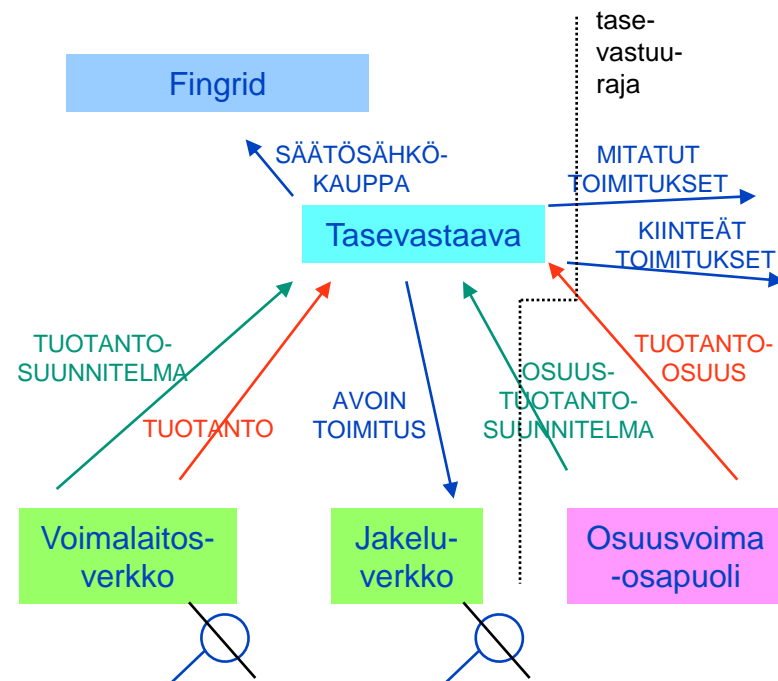 tase-
vastuu-
raja
Fingrid
SÄÄTÖSÄHKÖ-
KAUPPA
MITATUT
TOIMITUKSET
Tasevastaava
KIINTEÄT
TOIMITUKSET
TUOTANTO-
SUUNNITELMA
TUOTANTO
AVOIN
TOIMITUS
OSUUS-
TUOTANTO-
SUUNNITELMA
TUOTANTO-
OSUUS
Voimalaitos-
verkko
Jakelu-
verkko
Osuusvoima
-osapuoli